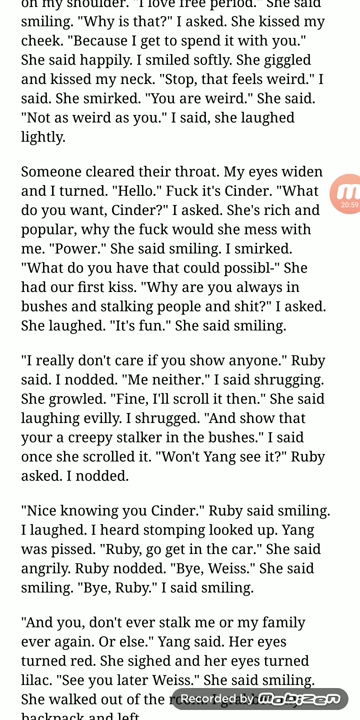 on my shoulder. "I love free period." She said
smiling. "Why is that?" I asked. She kissed my
cheek. "Because I get to spend it with you."
She said happily. I smiled softly. She giggled
and kissed my neck. "Stop, that feels weird." I
said. She smirked. "You are weird." She said.
"Not as weird as you." I said, she laughed
lightly.
Someone cleared their throat. My eyes widen
and I turned. "Hello." Fuck it's Cinder. "What
do you want, Cinder?" I asked. She's rich and
popular, why the fuck would she mess with
me. "Power." She said smiling. I smirked.
"What do you have that could possibl-" She
had our first kiss. "Why are you always in
bushes and stalking people and shit?" I asked.
She laughed. "It's fun." She said smiling.
20:59
"I really don't care if you show anyone." Ruby
said. I nodded. "Me neither." I said shrugging.
She growled. "Fine, I'll scroll it then." She said
laughing evilly. I shrugged. "And show that
your a creepy stalker in the bushes." I said
once she scrolled it. "Won't Yang see it?" Ruby
asked. I nodded.
"Nice knowing you Cinder." Ruby said smiling.
I laughed. I heard stomping looked up. Yang
was pissed. "Ruby, go get in the car." She said
angrily. Ruby nodded. "Bye, Weiss." She said
smiling. "Bye, Ruby." I said smiling.
"And you, don't ever stalk me or my family
ever again. Or else." Yang said. Her eyes
turned red. She sighed and her eyes turned
lilac. "See you later Weiss." She said smiling.
She walked out of the
Recorded by Mobizen
backpack and left.